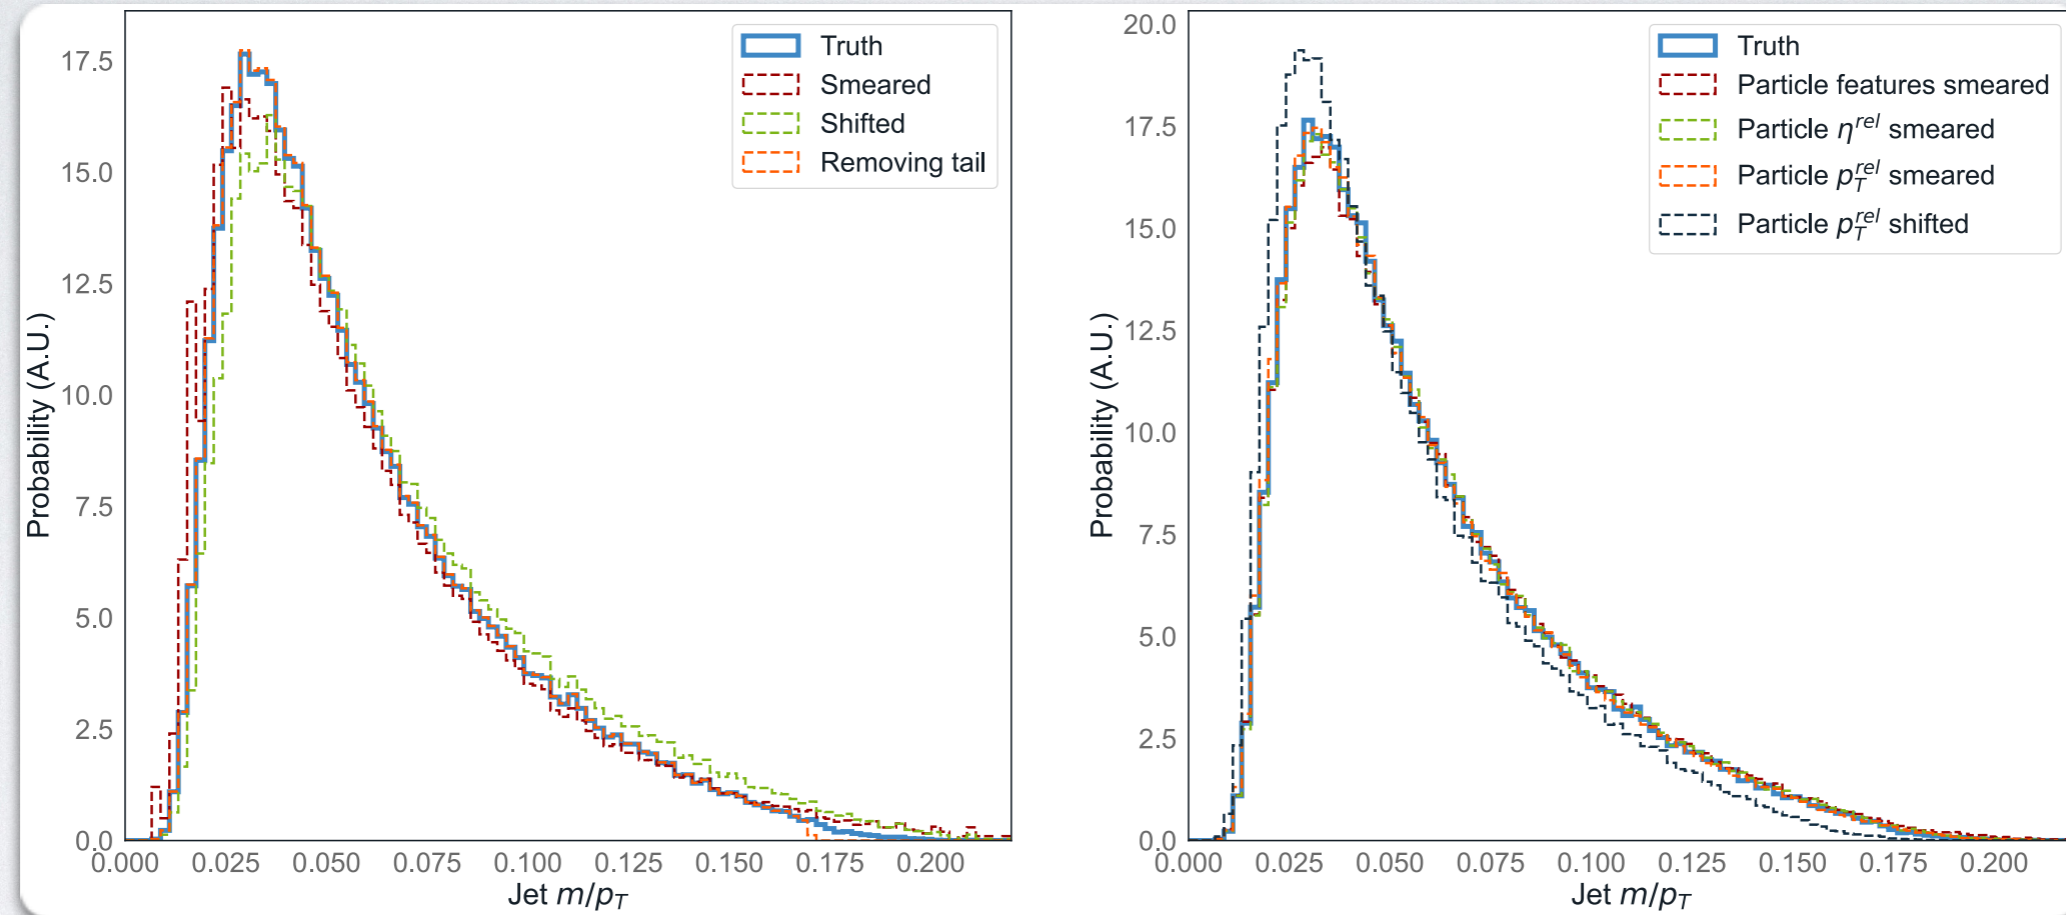 Probability (A.U.)
17.5
15.0
12.5
10.0
7.5
5.0
2.5
0.0
0.000 0.025 0.050 0.075 0.100 0.125 0.150 0.175 0.200
Jet m/p_T
Truth
Smeared
Shifted
Removing tail
Probability (A.U.)
20.0
17.5
15.0
12.5
10.0
7.5
5.0
2.5
0.0
0.000 0.025 0.050 0.075 0.100 0.125 0.150 0.175 0.200
Jet m/p_T
Truth
Particle features smeared
Particle η^rel smeared
Particle p_T^rel smeared
Particle p_T^rel shifted